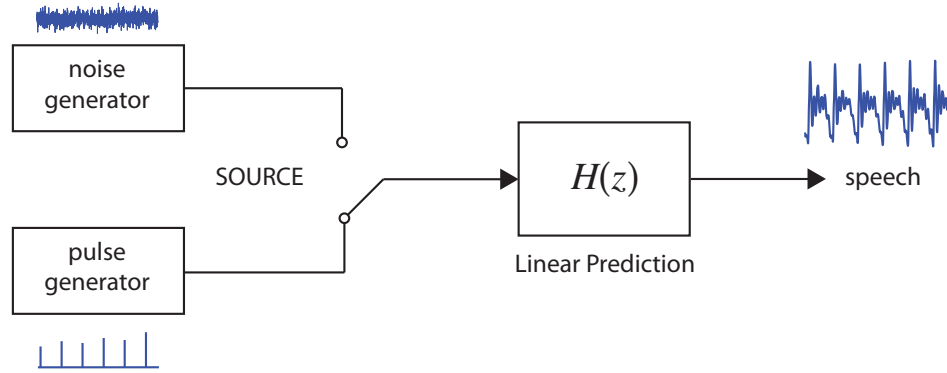 noise
generator
SOURCE
pulse
generator
H(z)
Linear Prediction
speech